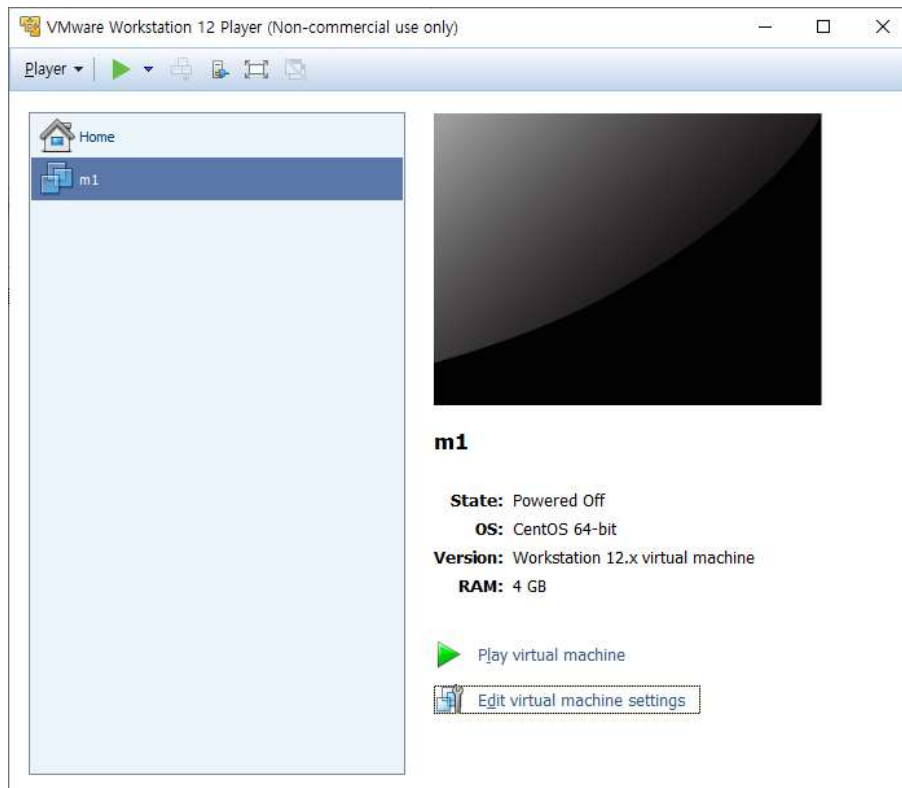 VMware Workstation 12 Player (Non-commercial use only)
Player
Home
m1
m1
State: Powered Off
OS: CentOS 64-bit
Version: Workstation 12.x virtual machine
RAM: 4 GB
Play virtual machine
Edit virtual machine settings